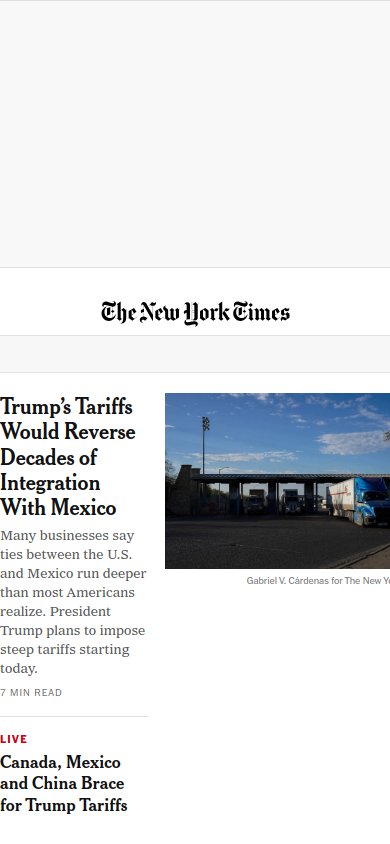 The New York Times
Trump's Tariffs
Would Reverse
Decades of
Integration
With Mexico
Many businesses say
ties between the U.S.
and Mexico run deeper
than most Americans
realize. President
Trump plans to impose
steep tariffs starting
today.
7 MIN READ
Gabriel V. Cárdenas for The New
LIVE
Canada, Mexico
and China Brace
for Trump Tariffs